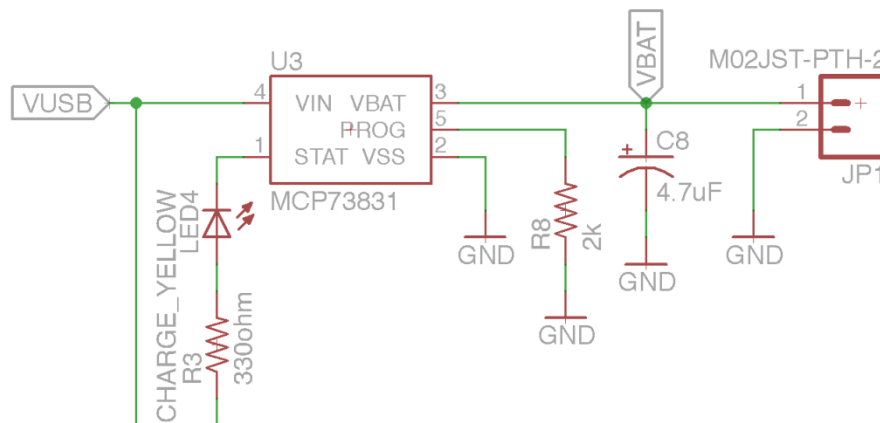 U3
M02JST-PTH-2
VUSB
VBAT
4
VIN VBAT
3
PROG
5
1
STAT VSS
2
MCP73831
1
+
2
JP1
+
C8
4.7uF
GND
GND
GND
GND
R8
2k
CHARGE_YELLOW
LED4
R3
330ohm